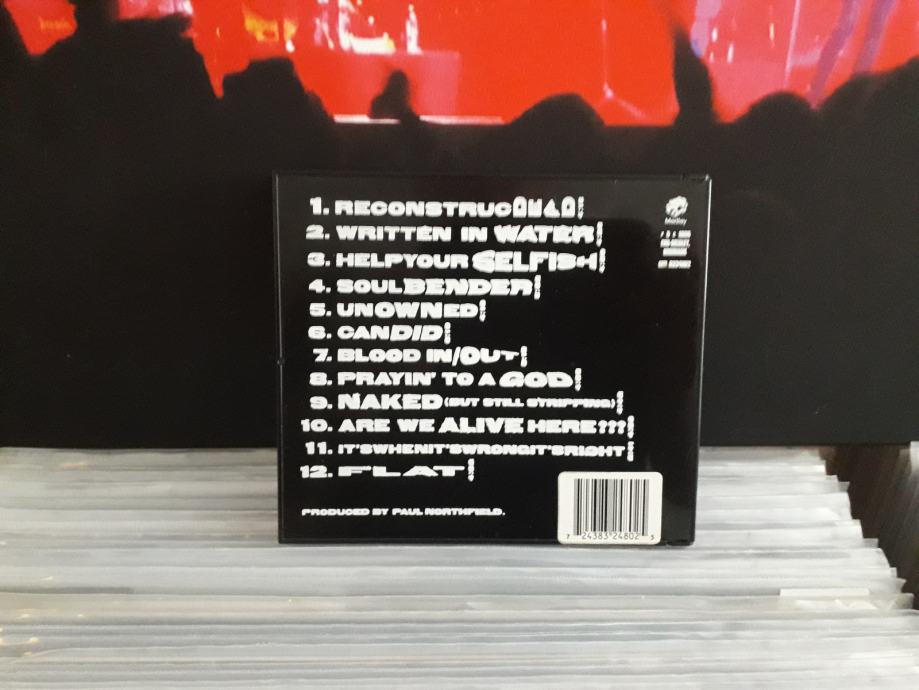 1. RECONSTRUCDEAD
2. WRITTEN IN WATER
3. HELPYOURSELFISH
4. SOULBENDER
5. UNOWNED
6. CANDID
7. BLOOD IN/OUT
8. PRAYIN' TO A GOD
9. NAKED (BUT STILL STRIPPING)
10. ARE WE ALIVE HERE???
11. IT'SWHENIT'SWRONGIT'SRIGHT
12. FLAT
PRODUCED BY PAUL NORTHFIELD.
Medley
7 24383 24802 5